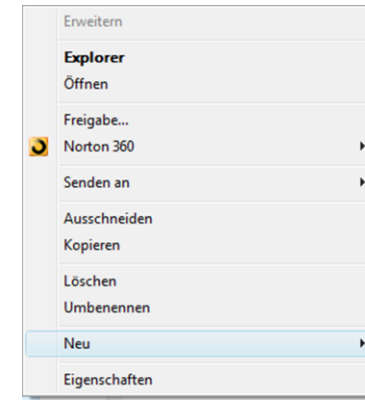 Erweitern
Explorer
Öffnen
Freigabe...
Norton 360
Senden an
Ausschneiden
Kopieren
Löschen
Umbenennen
Neu
Eigenschaften